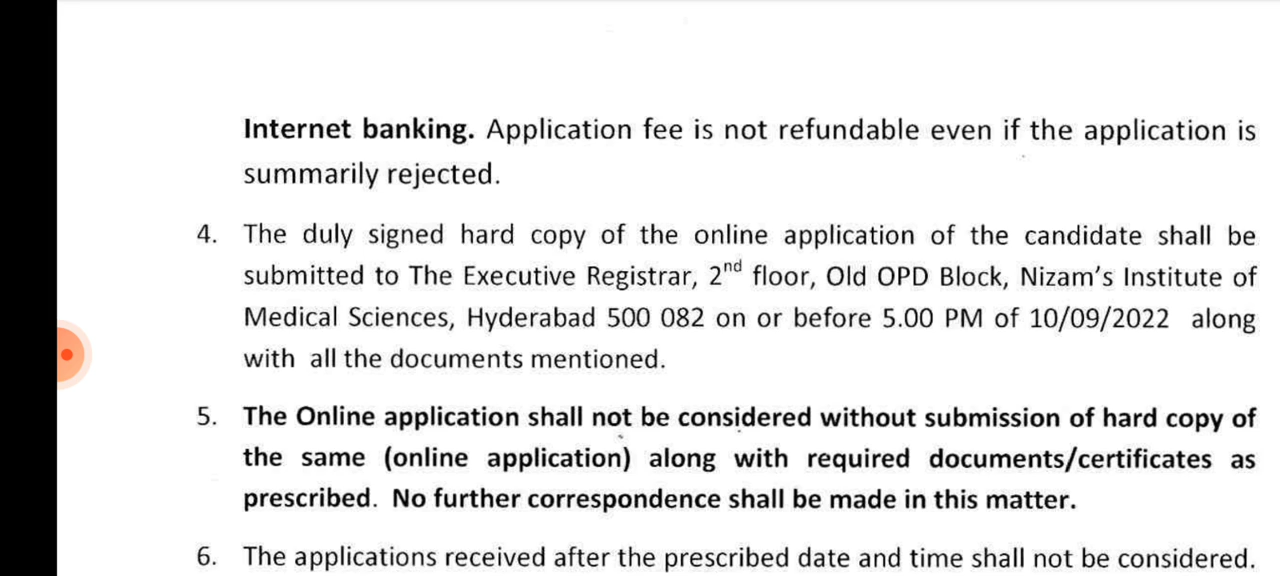 Internet banking. Application fee is not refundable even if the application is
summarily rejected.
4. The duly signed hard copy of the online application of the candidate shall be
submitted to The Executive Registrar, 2nd floor, Old OPD Block, Nizam's Institute of
Medical Sciences, Hyderabad 500 082 on or before 5.00 PM of 10/09/2022 along
with all the documents mentioned.
5. The Online application shall not be considered without submission of hard copy of
the same (online application) along with required documents/certificates as
prescribed. No further correspondence shall be made in this matter.
6. The applications received after the prescribed date and time shall not be considered.